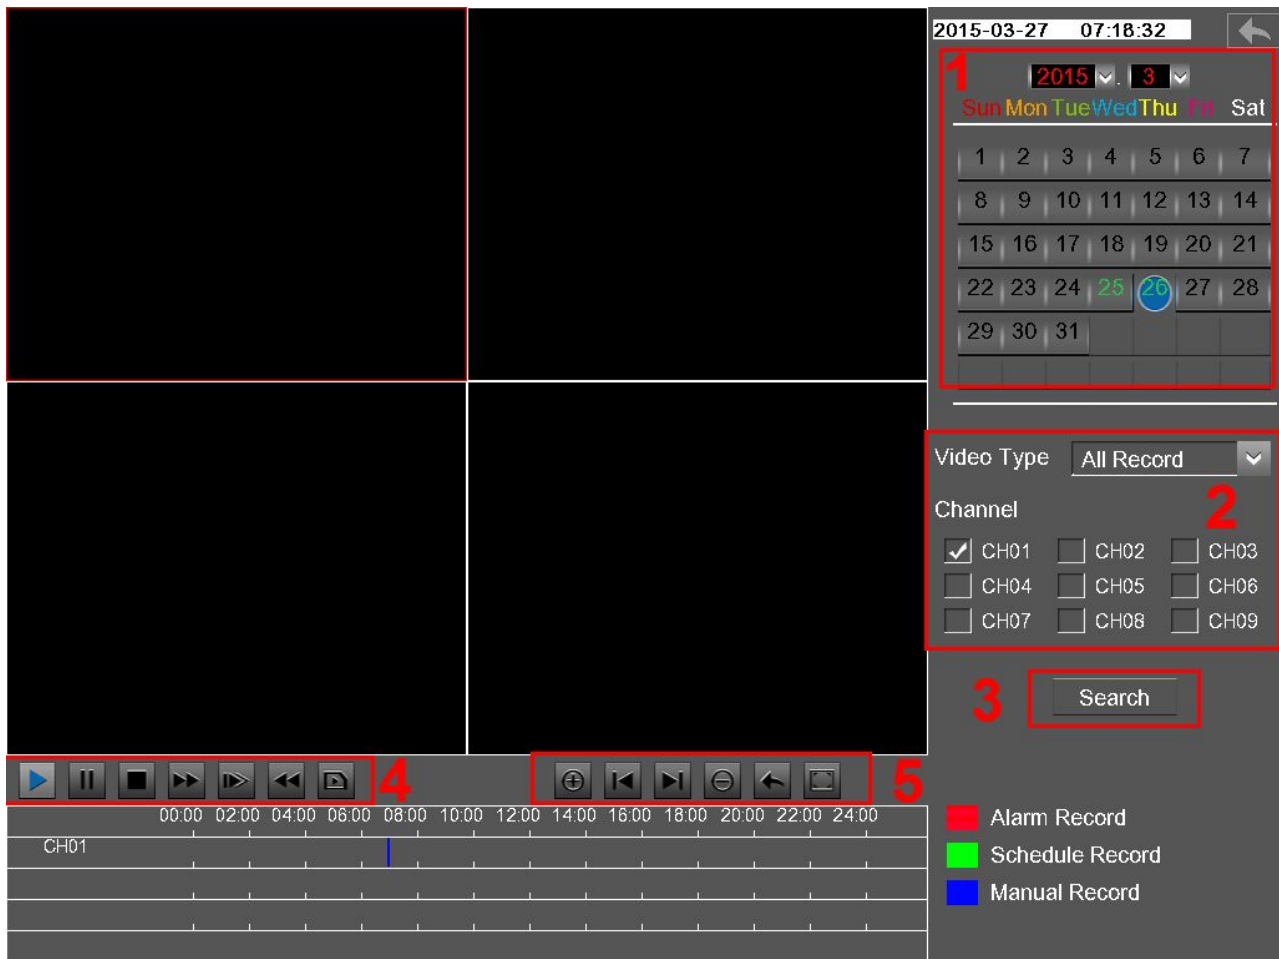 2015-03-27 07:18:32
1
2015 . 3
Sun Mon Tue Wed Thu Fri Sat
1 2 3 4 5 6 7
8 9 10 11 12 13 14
15 16 17 18 19 20 21
22 23 24 25 26 27 28
29 30 31
Video Type All Record
2
Channel
CH01 CH02 CH03
CH04 CH05 CH06
CH07 CH08 CH09
3 Search
4 5
00:00 02:00 04:00 06:00 08:00 10:00 12:00 14:00 16:00 18:00 20:00 22:00 24:00
CH01
Alarm Record
Schedule Record
Manual Record